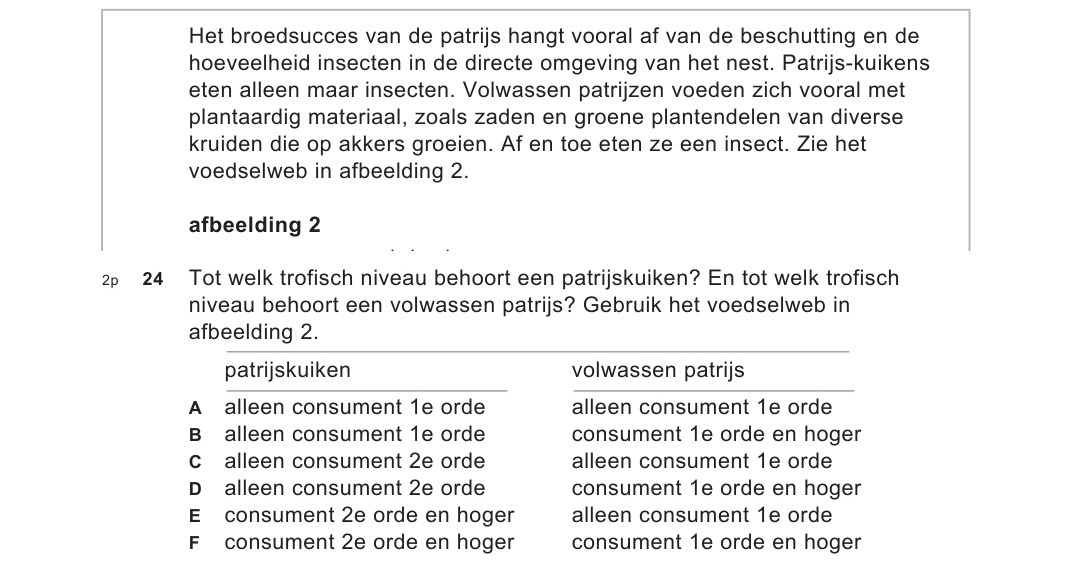 Het broedsucces van de patrijs hangt vooral af van de beschutting en de
hoeveelheid insecten in de directe omgeving van het nest. Patrijs-kuikens
eten alleen maar insecten. Volwassen patrijzen voeden zich vooral met
plantaardig materiaal, zoals zaden en groene plantendelen van diverse
kruiden die op akkers groeien. Af en toe eten ze een insect. Zie het
voedselweb in afbeelding 2.
afbeelding 2
2p 24 Tot welk trofisch niveau behoort een patrijskuiken? En tot welk trofisch
niveau behoort een volwassen patrijs? Gebruik het voedselweb in
afbeelding 2.
patrijskuiken volwassen patrijs
A alleen consument 1e orde alleen consument 1e orde
B alleen consument 1e orde consument 1e orde en hoger
C alleen consument 2e orde alleen consument 1e orde
D alleen consument 2e orde consument 1e orde en hoger
E consument 2e orde en hoger alleen consument 1e orde
F consument 2e orde en hoger consument 1e orde en hoger